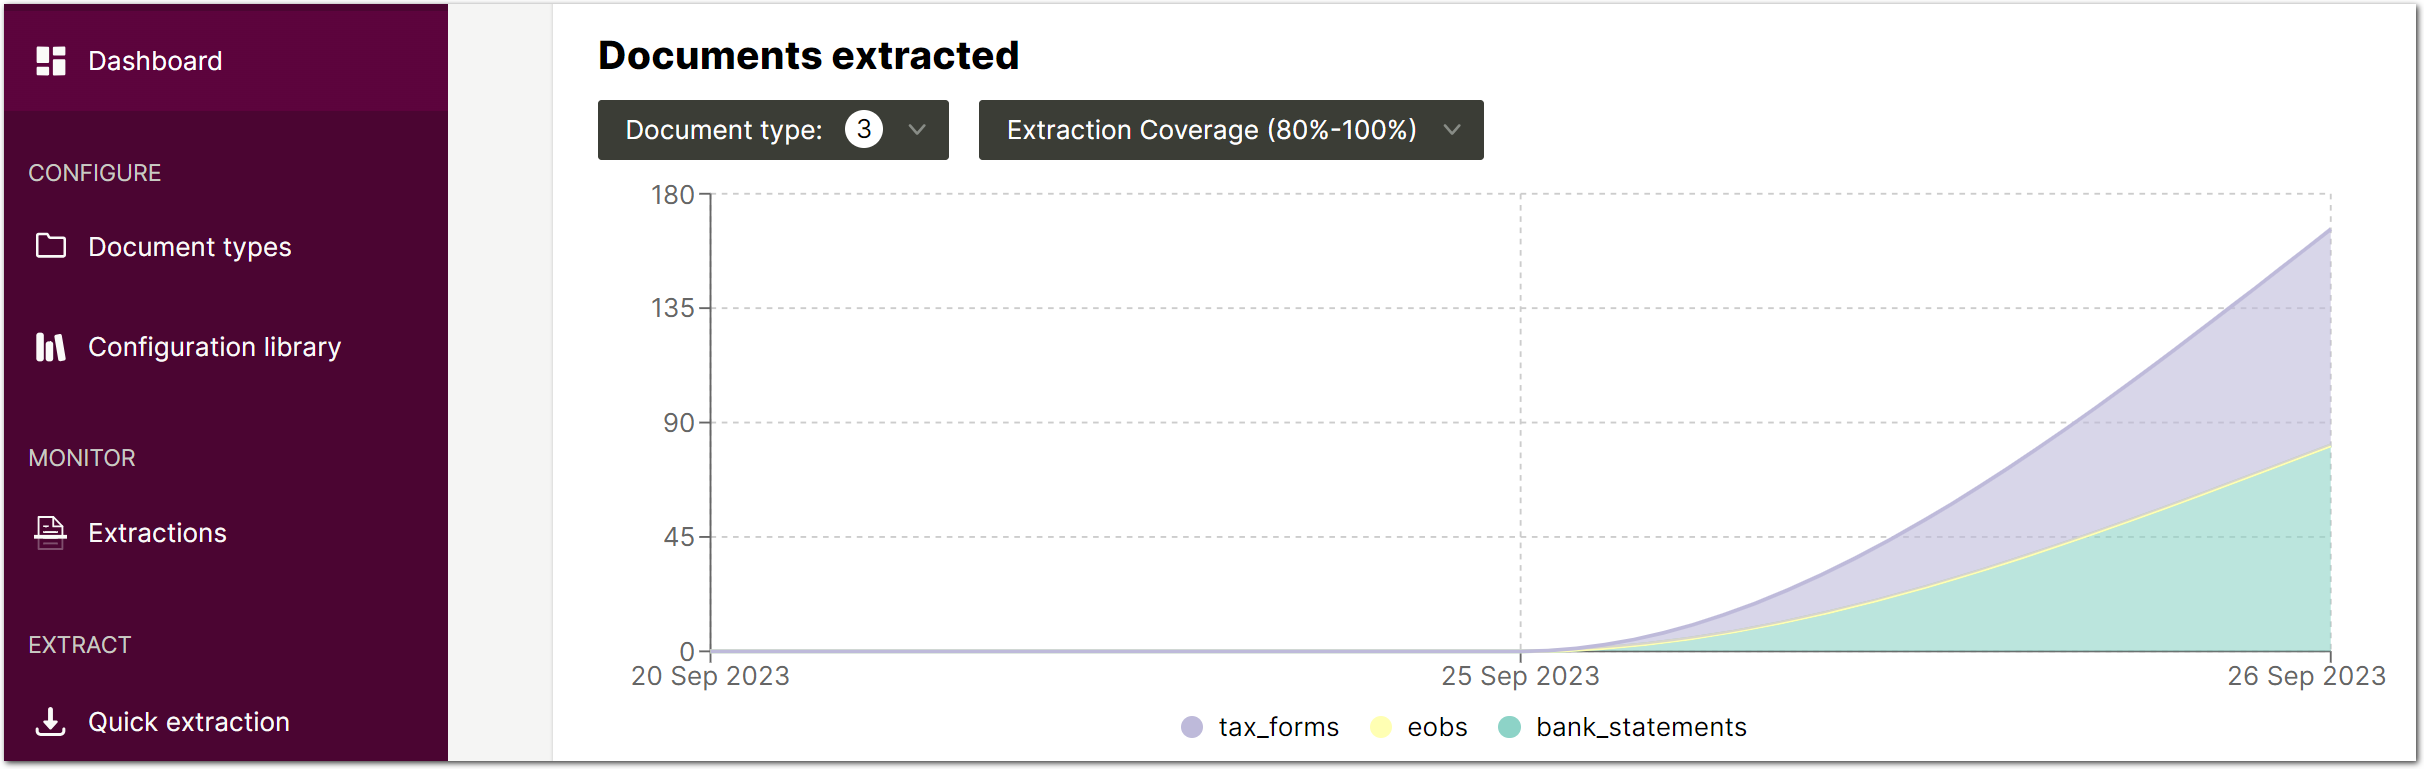 Dashboard
CONFIGURE
Document types
Configuration library
MONITOR
Extractions
EXTRACT
Quick extraction
Documents extracted
Document type: 3
Extraction Coverage (80%-100%)
180
135
90
45
0
20 Sep 2023
25 Sep 2023
26 Sep 2023
tax_forms
eobs
bank_statements